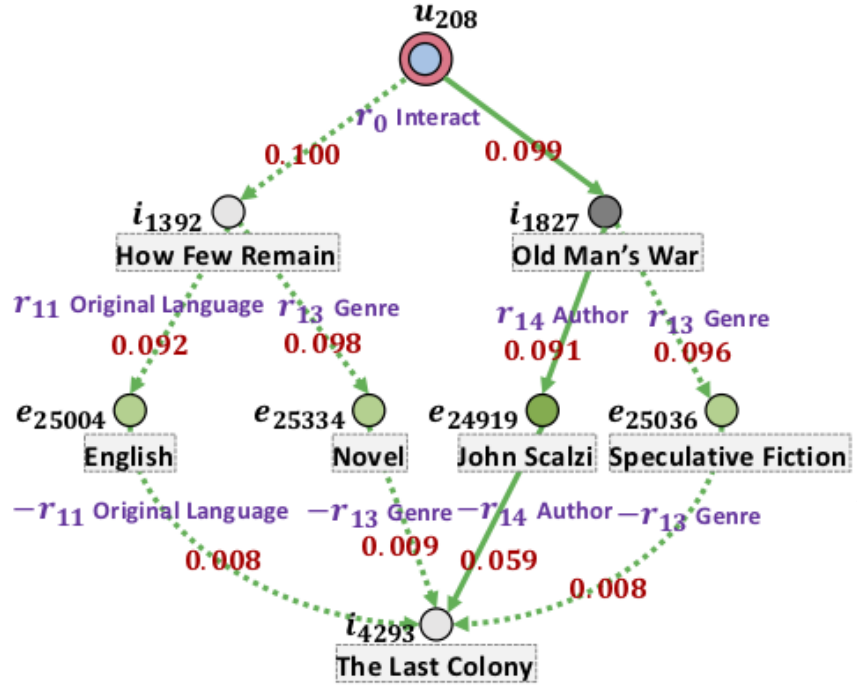 u208
r0 Interact
0.100
0.099
i1392
i1827
How Few Remain
Old Man's War
r11 Original Language
r13 Genre
r14 Author
r13 Genre
0.092
0.098
0.091
0.096
e25004
e25334
e24919
e25036
English
Novel
John Scalzi
Speculative Fiction
−r11 Original Language
−r13 Genre
−r14 Author
−r13 Genre
0.008
0.009
0.059
0.008
i4293
The Last Colony